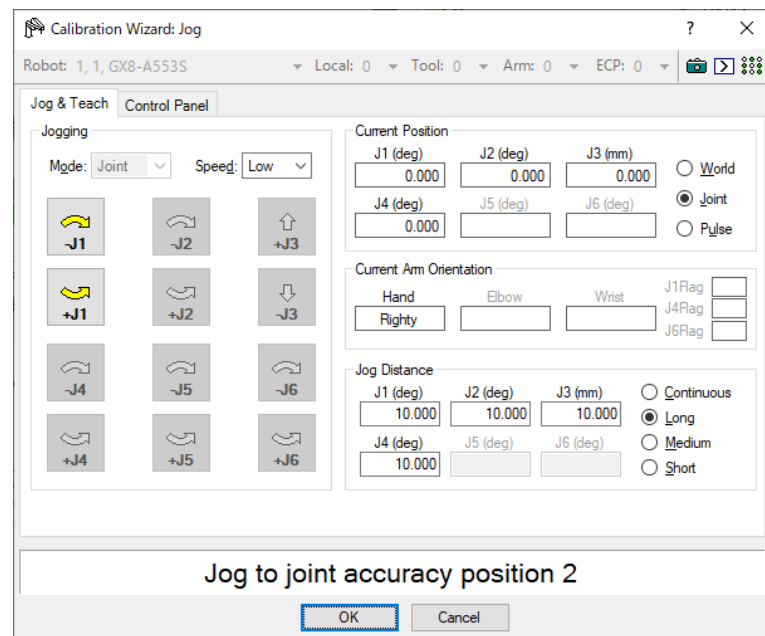 Calibration Wizard: Jog
?
Robot: 1, 1, GX8-A553S Local: 0 Tool: 0 Arm: 0 ECP: 0
Jog & Teach Control Panel
Jogging
Mode: Joint Speed: Low
-J1 -J2 +J3
+J1 +J2 -J3
-J4 -J5 -J6
+J4 +J5 +J6
Current Position
J1 (deg) J2 (deg) J3 (mm)
0.000 0.000 0.000
J4 (deg) J5 (deg) J6 (deg)
0.000
World
Joint
Pulse
Current Arm Orientation
Hand Elbow Wrist
Righty
J1Flag
J4Flag
J6Flag
Jog Distance
J1 (deg) J2 (deg) J3 (mm)
10.000 10.000 10.000
J4 (deg) J5 (deg) J6 (deg)
10.000
Continuous
Long
Medium
Short
Jog to joint accuracy position 2
OK Cancel